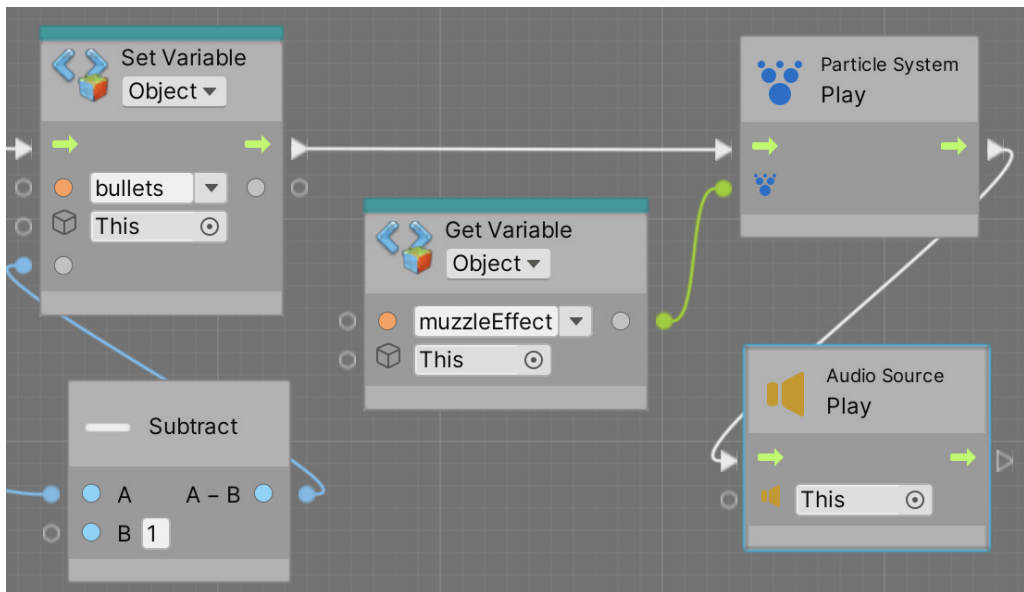 Set Variable
Object
bullets
This
Get Variable
Object
muzzleEffect
This
Particle System
Play
Subtract
A A – B
B 1
Audio Source
Play
This